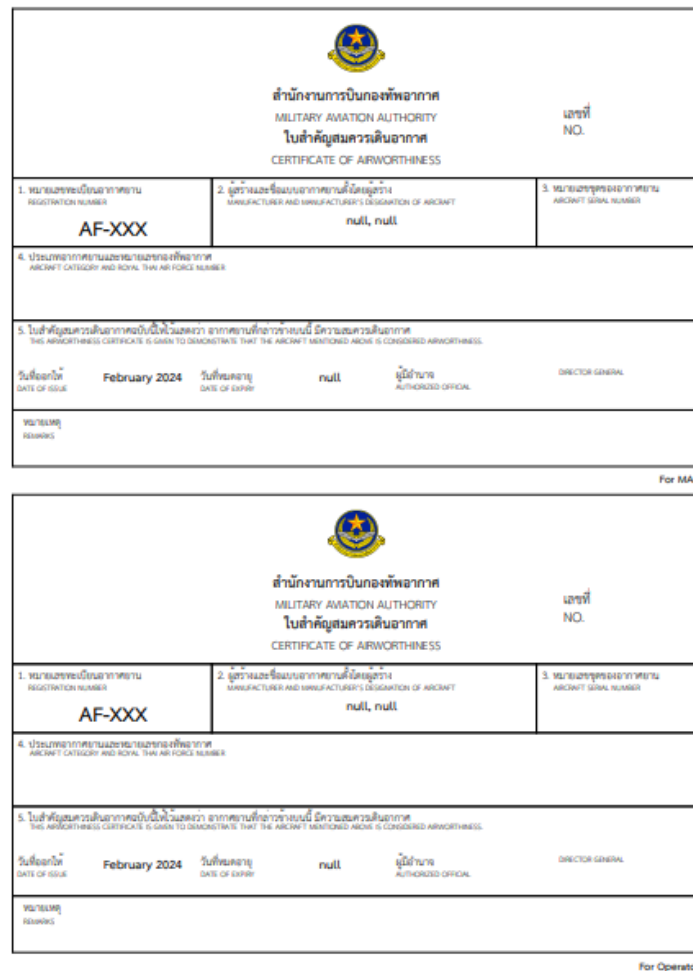 สำนักงานการบินกองทัพอากาศ
MILITARY AVIATION AUTHORITY
ใบสำคัญสมควรเดินอากาศ
CERTIFICATE OF AIRWORTHINESS
เลขที่
NO.
1. หมายเลขทะเบียนอากาศยาน
REGISTRATION NUMBER
AF-XXX
2. ผู้สร้างและชื่อแบบอากาศยานตั้งโดยผู้สร้าง
MANUFACTURER AND MANUFACTURER'S DESIGNATION OF AIRCRAFT
null, null
3. หมายเลขชุดของอากาศยาน
AIRCRAFT SERIAL NUMBER
4. ประเภทอากาศยานและหมายเลขกองทัพอากาศ
AIRCRAFT CATEGORY AND ROYAL THAI AIR FORCE NUMBER
5. ใบสำคัญสมควรเดินอากาศฉบับนี้ให้ไว้แสดงว่า อากาศยานที่กล่าวข้างบนนี้ มีความสมควรเดินอากาศ
THIS AIRWORTHINESS CERTIFICATE IS GIVEN TO DEMONSTRATE THAT THE AIRCRAFT MENTIONED ABOVE IS CONSIDERED AIRWORTHINESS.
วันที่ออกให้
DATE OF ISSUE
February 2024
วันที่หมดอายุ
DATE OF EXPIRY
null
ผู้มีอำนาจ
AUTHORIZED OFFICIAL
DIRECTOR GENERAL
หมายเหตุ
REMARKS
For MA
สำนักงานการบินกองทัพอากาศ
MILITARY AVIATION AUTHORITY
ใบสำคัญสมควรเดินอากาศ
CERTIFICATE OF AIRWORTHINESS
เลขที่
NO.
1. หมายเลขทะเบียนอากาศยาน
REGISTRATION NUMBER
AF-XXX
2. ผู้สร้างและชื่อแบบอากาศยานตั้งโดยผู้สร้าง
MANUFACTURER AND MANUFACTURER'S DESIGNATION OF AIRCRAFT
null, null
3. หมายเลขชุดของอากาศยาน
AIRCRAFT SERIAL NUMBER
4. ประเภทอากาศยานและหมายเลขกองทัพอากาศ
AIRCRAFT CATEGORY AND ROYAL THAI AIR FORCE NUMBER
5. ใบสำคัญสมควรเดินอากาศฉบับนี้ให้ไว้แสดงว่า อากาศยานที่กล่าวข้างบนนี้ มีความสมควรเดินอากาศ
THIS AIRWORTHINESS CERTIFICATE IS GIVEN TO DEMONSTRATE THAT THE AIRCRAFT MENTIONED ABOVE IS CONSIDERED AIRWORTHINESS.
วันที่ออกให้
DATE OF ISSUE
February 2024
วันที่หมดอายุ
DATE OF EXPIRY
null
ผู้มีอำนาจ
AUTHORIZED OFFICIAL
DIRECTOR GENERAL
หมายเหตุ
REMARKS
For Operato